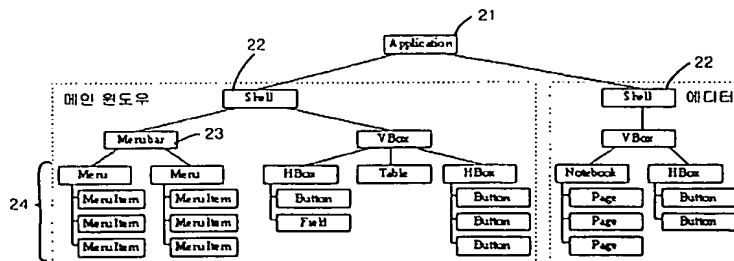 21
Application
22
22
메인 윈도우
Shell
Shell
에디터
Menubar
23
VBox
VBox
24
Menu
Menu
HBox
Table
HBox
Notebook
HBox
MenuItem
MenuItem
Button
Button
Page
Button
MenuItem
MenuItem
Field
Button
Page
Button
MenuItem
MenuItem
Button
Page